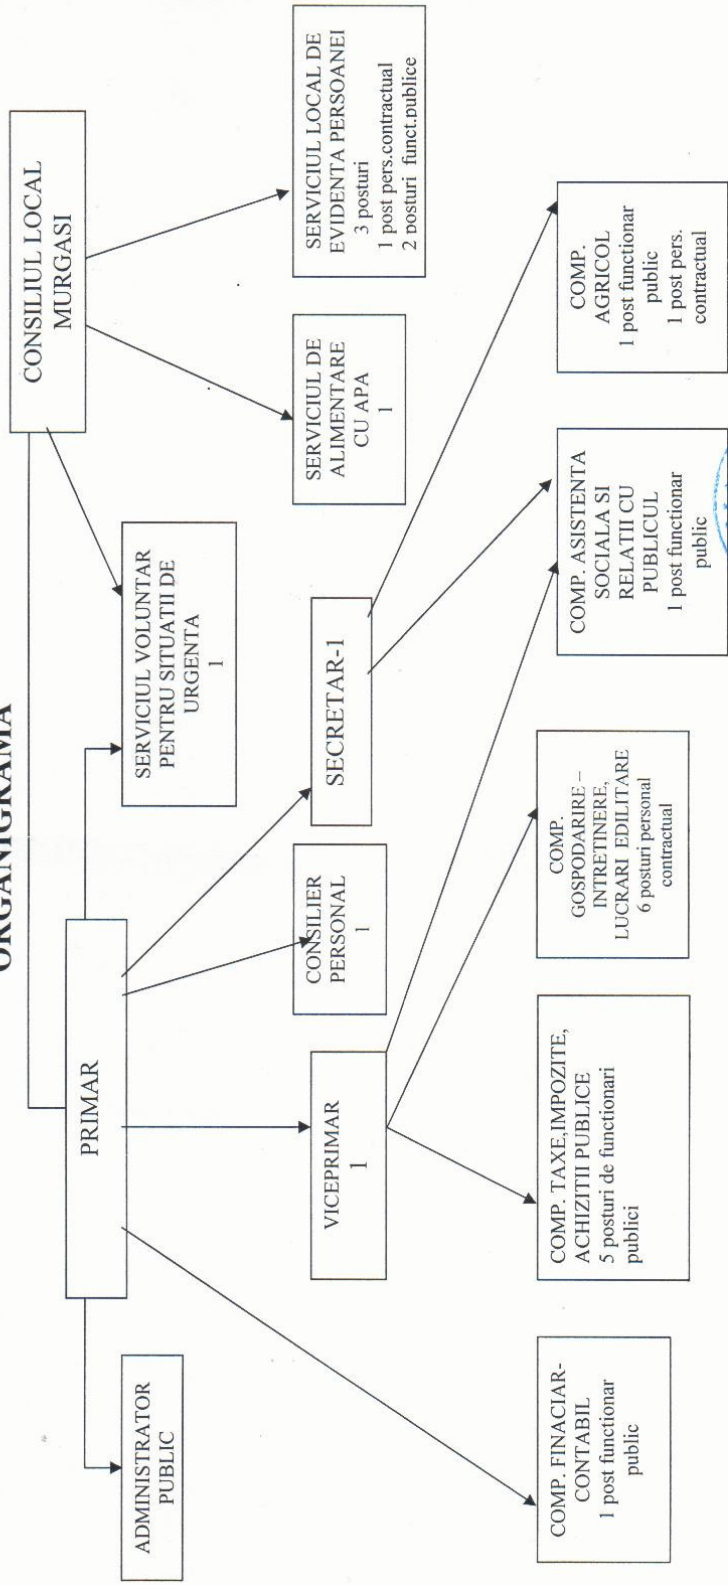 ORGANIGRAMA
CONSILIUL LOCAL
MURGASI
PRIMAR
ADMINISTRATOR
PUBLIC
SERVICIUL VOLUNTAR
PENTRU SITUATII DE
URGENTA
1
SERVICIUL DE
ALIMENTARE
CU APA
1
SERVICIUL LOCAL DE
EVIDENTA PERSOANEI
3 posturi
1 post pers.contractual
2 posturi funct.publice
VICEPRIMAR
1
CONSILIER
PERSONAL
1
SECRETAR-1
COMP. FINACIAR-
CONTABIL
1 post functionar
public
COMP. TAXE,IMPOZITE,
ACHIZITII PUBLICE
5 posturi de functionari
publici
COMP.
GOSPODARIRE –
INTRETINERE,
LUCRARI EDILITARE
6 posturi personal
contractual
COMP. ASISTENTA
SOCIALA SI
RELATII CU
PUBLICUL
1 post functionar
public
COMP.
AGRICOL
1 post functionar
public
1 post pers.
contractual